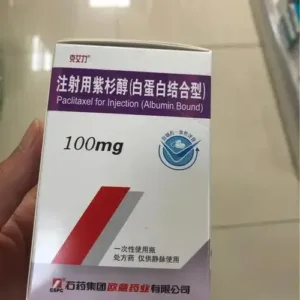 克艾力
注射用紫杉醇(白蛋白结合型)
Paclitaxel for Injection (Albumin Bound)
100mg
一次性使用瓶
处方药 仅供静脉使用
CSPC
石药集团欧意药业有限公司